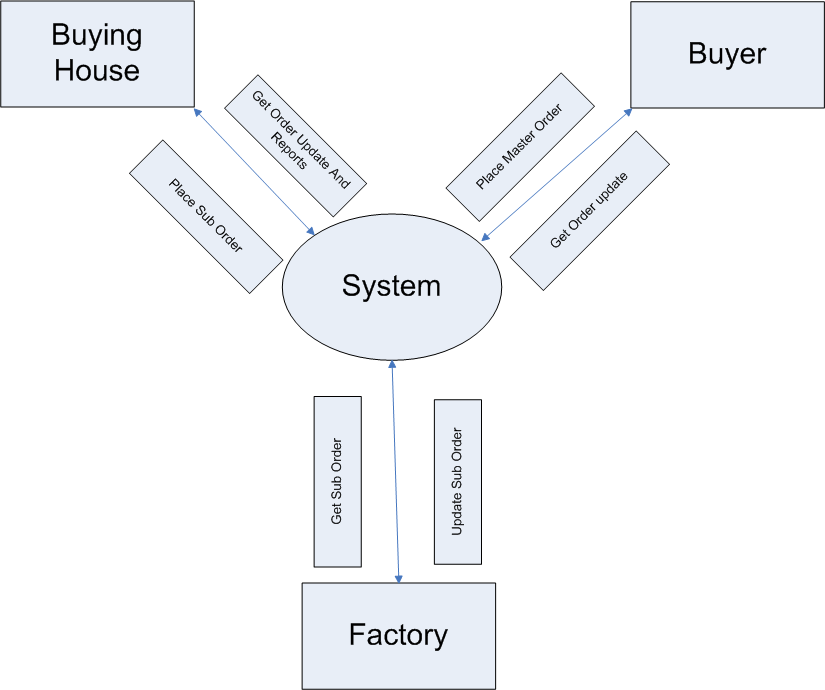 Buying
House
Buyer
Get Order Update And
Reports
Place Sub Order
Place Master Order
Get Order update
System
Get Sub Order
Update Sub Order
Factory